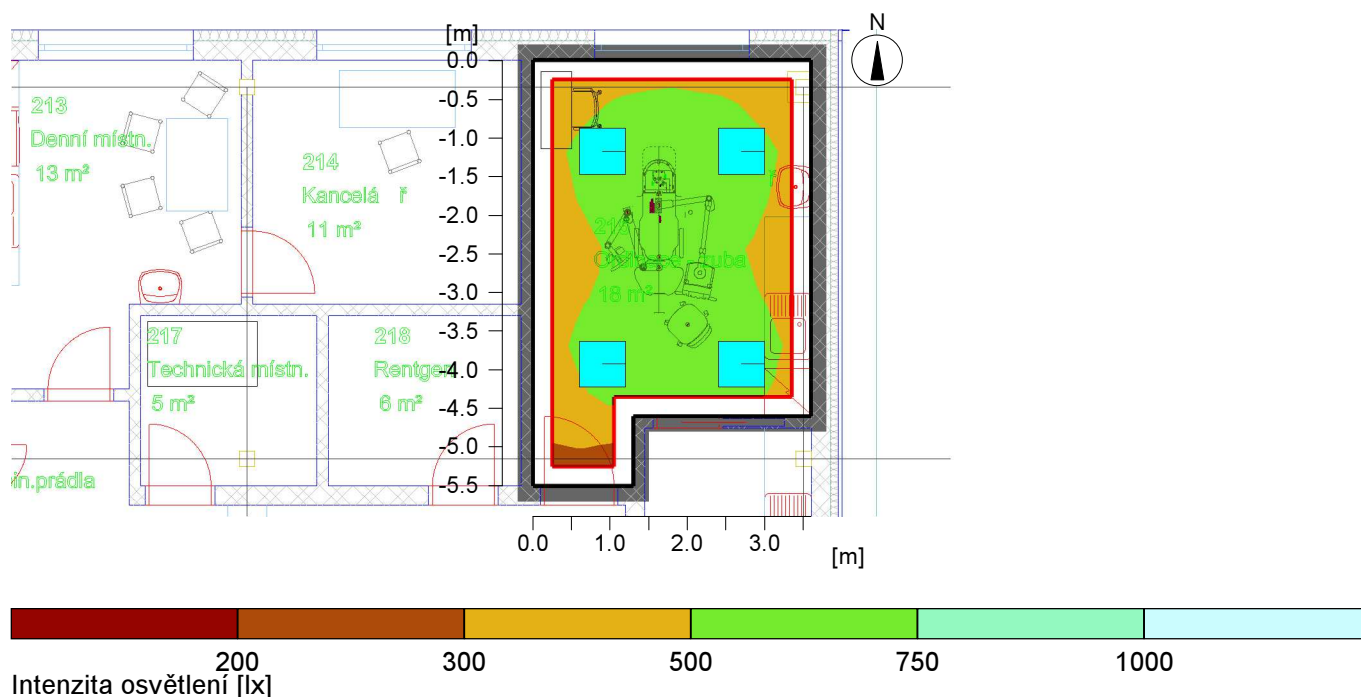 [m]
N
0.0
-0.5
-1.0
-1.5
-2.0
-2.5
-3.0
-3.5
-4.0
-4.5
-5.0
-5.5
213
Denní místn.
13 m²
214
Kancelá ř
11 m²
18 m²
217
Technická místn.
5 m²
218
Rentgen
6 m²
in.prádla
0.0 1.0 2.0 3.0
[m]
200 300 500 750 1000
Intenzita osvětlení [lx]